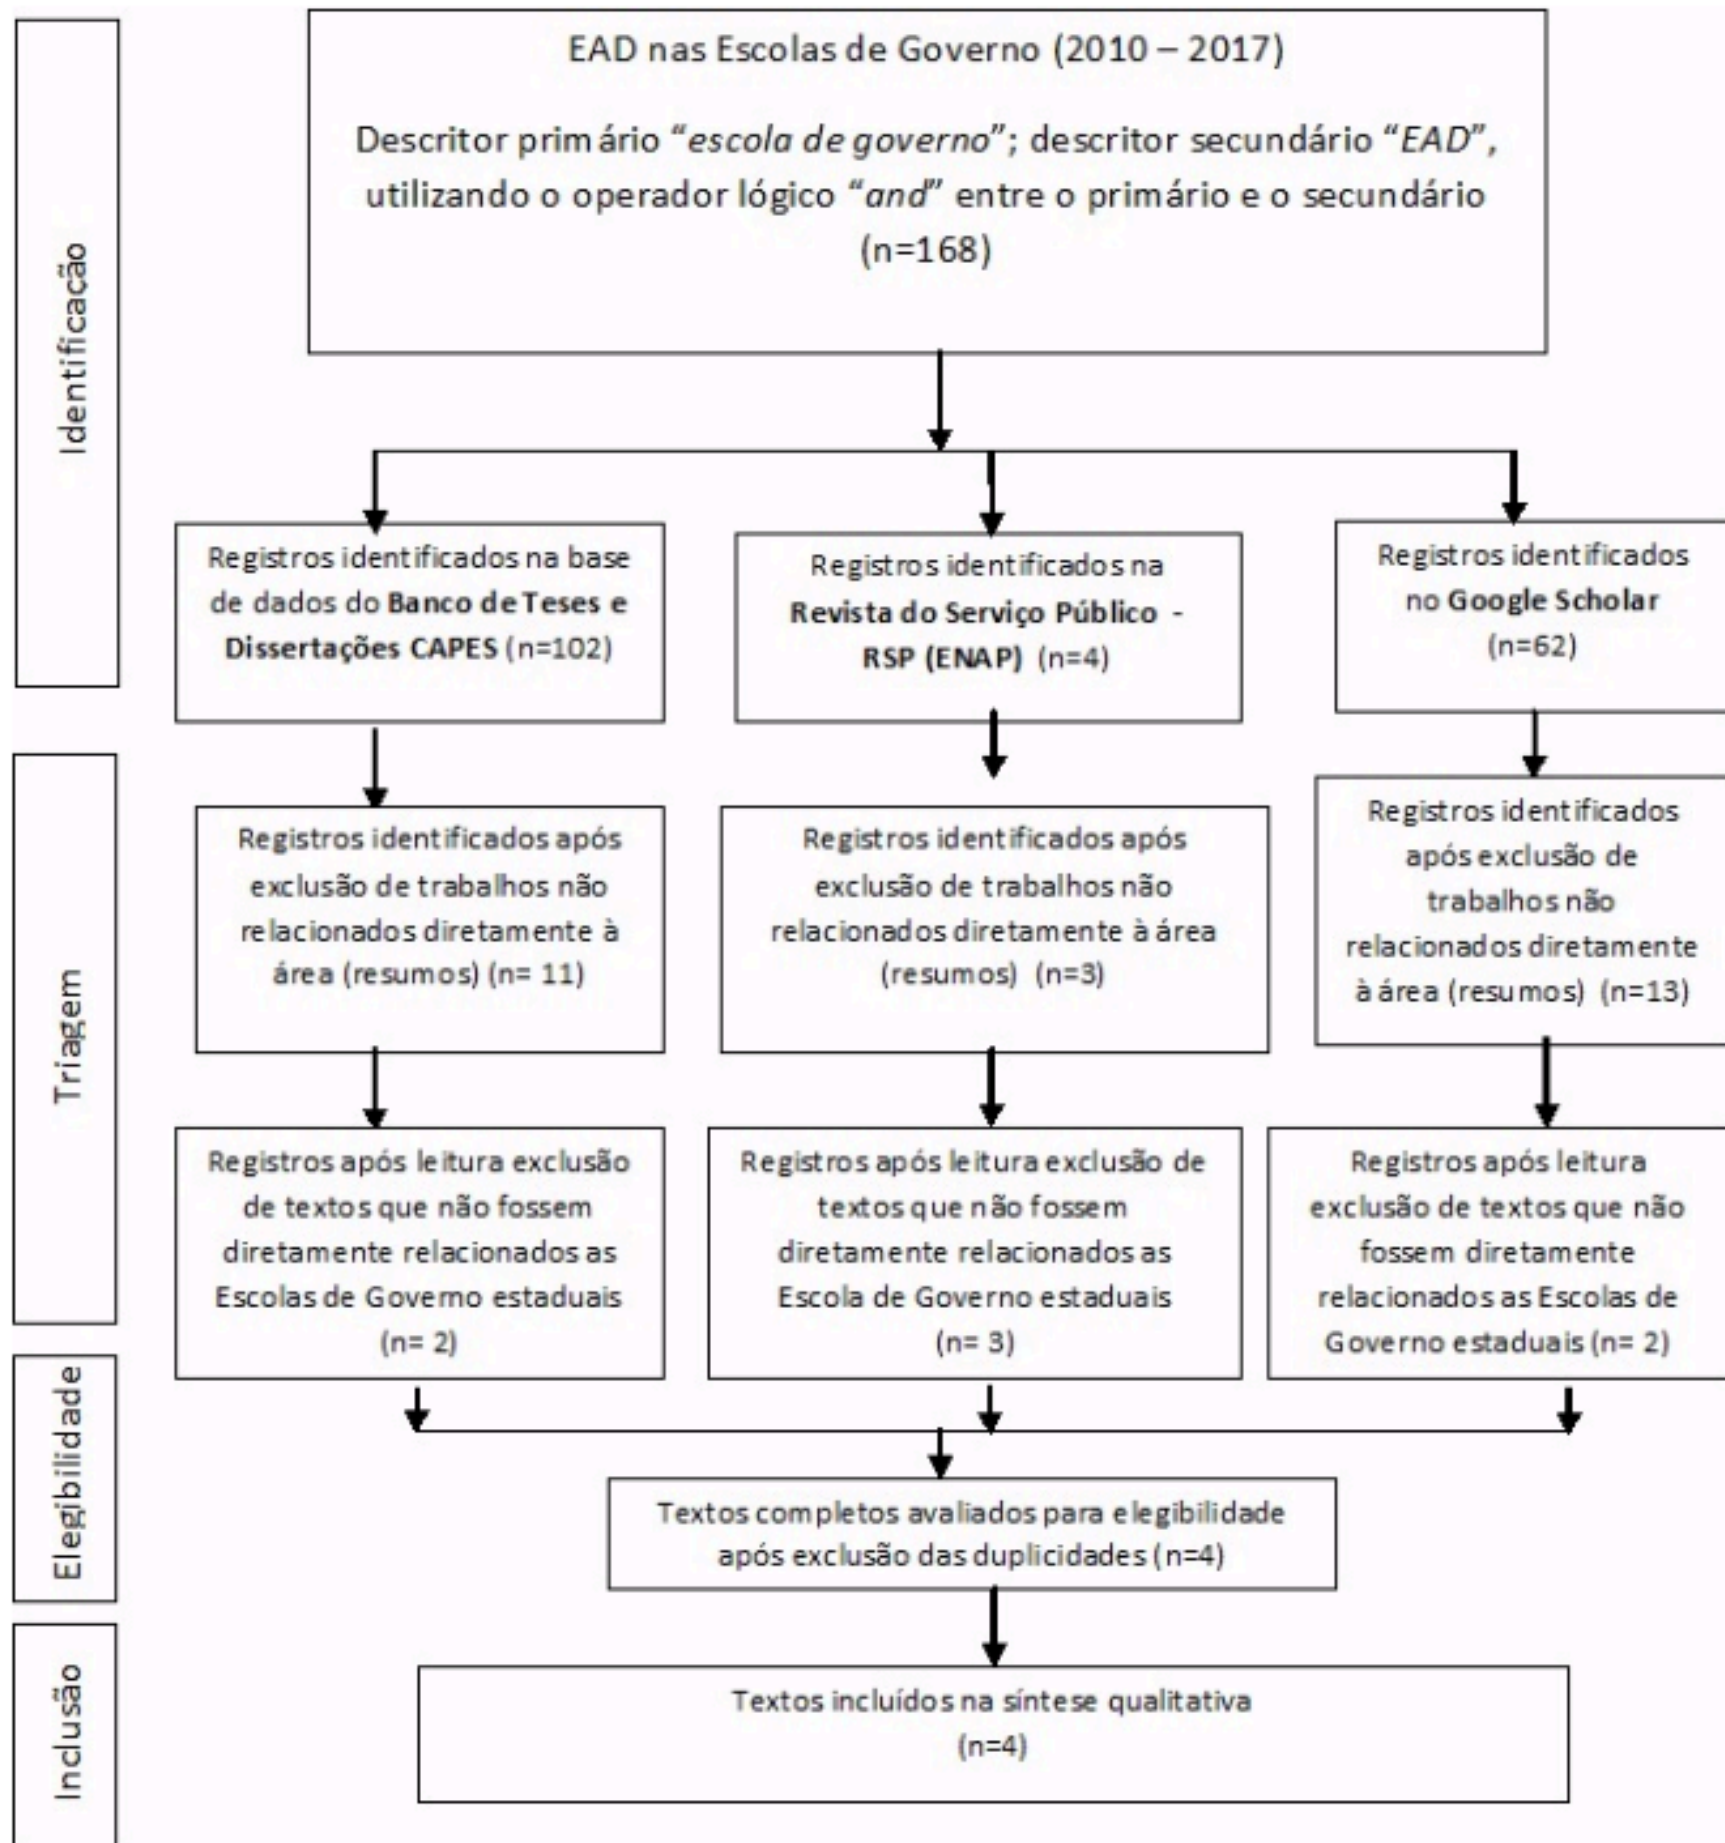 Identificação
EAD nas Escolas de Governo (2010 – 2017)
Descritor primário “escola de governo”; descritor secundário “EAD”,
utilizando o operador lógico “and” entre o primário e o secundário
(n=168)
Registros identificados na base
de dados do Banco de Teses e
Dissertações CAPES (n=102)
Registros identificados na
Revista do Serviço Público -
RSP (ENAP) (n=4)
Registros identificados
no Google Scholar
(n=62)
Triagem
Registros identificados após
exclusão de trabalhos não
relacionados diretamente à
área (resumos) (n= 11)
Registros identificados após
exclusão de trabalhos não
relacionados diretamente à área
(resumos) (n=3)
Registros identificados
após exclusão de
trabalhos não
relacionados diretamente
à área (resumos) (n=13)
Registros após leitura exclusão
de textos que não fossem
diretamente relacionados as
Escolas de Governo estaduais
(n= 2)
Registros após leitura exclusão de
textos que não fossem
diretamente relacionados as
Escola de Governo estaduais
(n= 3)
Registros após leitura
exclusão de textos que não
fossem diretamente
relacionados as Escolas de
Governo estaduais (n= 2)
Elegibilidade
Textos completos avaliados para elegibilidade
após exclusão das duplicidades (n=4)
Inclusão
Textos incluídos na síntese qualitativa
(n=4)